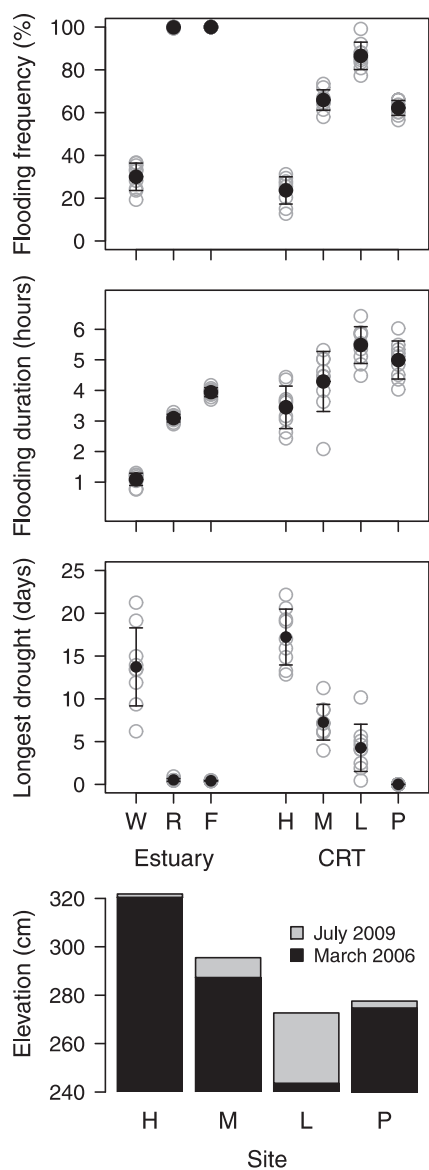 Flooding frequency (%)
100
80
60
40
20
0
Flooding duration (hours)
6
5
4
3
2
1
Longest drought (days)
25
20
15
10
5
0
W R F H M L P
Estuary CRT
Elevation (cm)
320
300
280
260
240
July 2009
March 2006
H M L P
Site